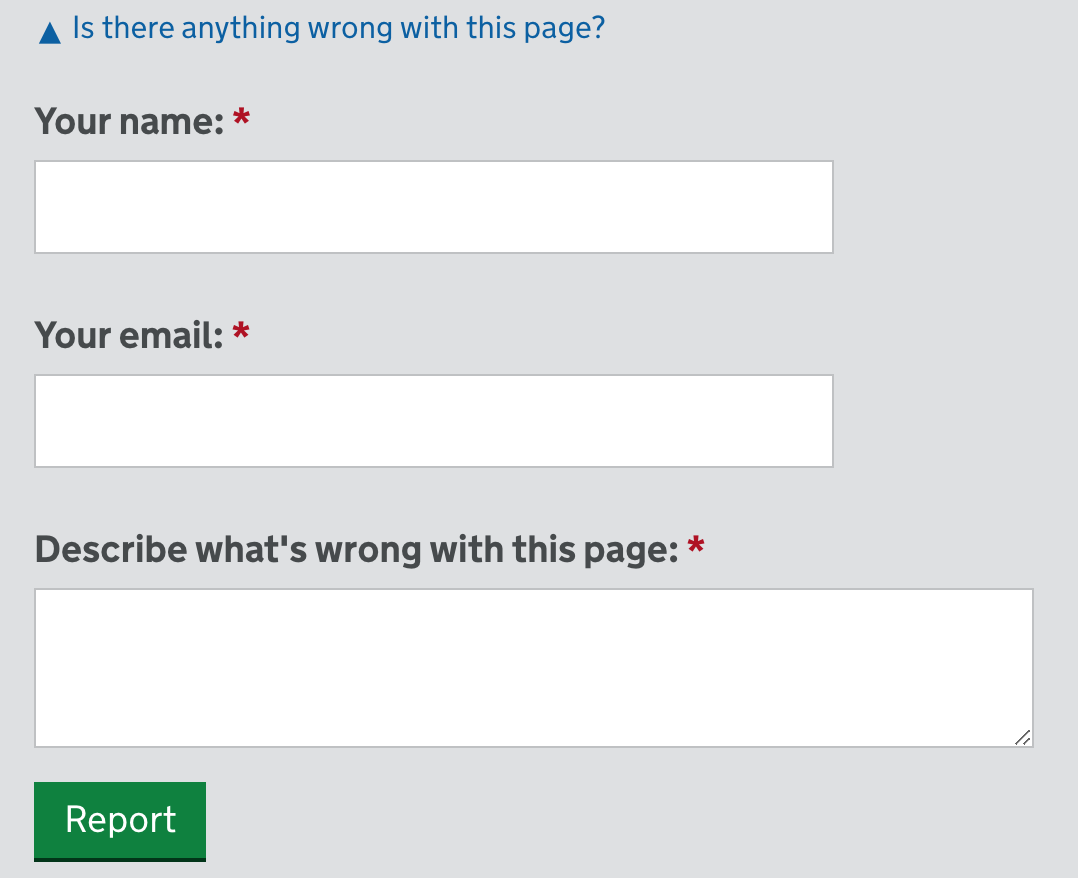 ▲ Is there anything wrong with this page?
Your name: *
Your email: *
Describe what's wrong with this page: *
Report